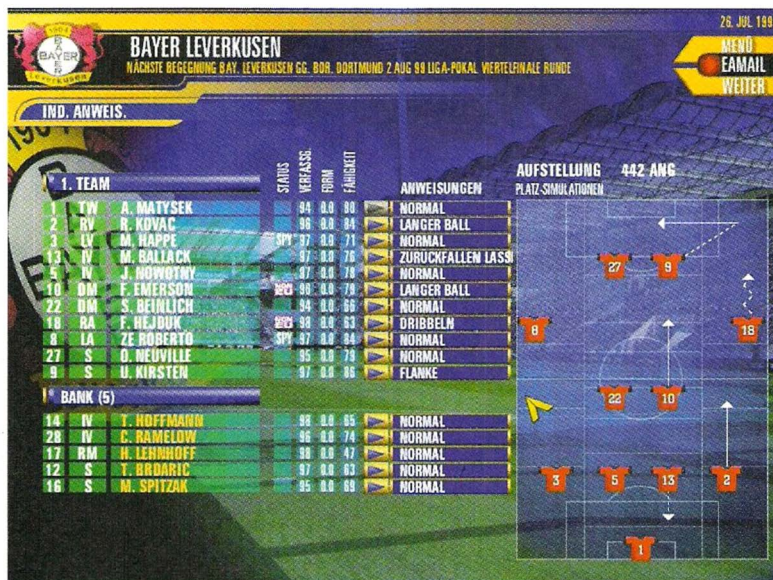 26. JUL 199
BAYER LEVERKUSEN
NÄCHSTE BEGEGNUNG BAY. LEVERKUSEN GG. BOR. DORTMUND 2 AUG 99 LIGA-POKAL VIERTELFINALE RUNDE
MENÜ
EAMAIL
WEITER
1904
BAYER
Leverkusen
IND. ANWEIS.
1. TEAM STATUS VERFASSG. FORM FÄHIGKEIT ANWEISUNGEN
1 TW A. MATYSEK 94 0.0 80 NORMAL
2 RV R. KOVAC 96 0.0 84 LANGER BALL
3 LV M. HAPPE SPY 97 0.0 71 NORMAL
13 IV M. BALLACK 97 0.0 76 ZURÜCKFALLEN LASS
5 IV J. NOWOTNY 87 0.0 78 NORMAL
10 DM F. EMERSON 96 0.0 79 LANGER BALL
22 DM S. BEINLICH 94 0.0 66 NORMAL
18 RA F. HEJDUK 98 0.0 63 DRIBBELN
8 LA ZE ROBERTO SPY 97 0.0 84 NORMAL
27 S O. NEUVILLE 95 0.0 73 NORMAL
9 S U. KIRSTEN 97 0.0 86 FLANKE
BANK (5)
14 IV T. HOFFMANN 98 0.0 65 NORMAL
28 IV C. RAMELOW 96 0.0 74 NORMAL
17 RM H. LEHNHOFF 98 0.0 47 NORMAL
12 S T. BRDARIC 97 0.0 63 NORMAL
16 S M. SPITZAK 95 0.0 69 NORMAL
AUFSTELLUNG 442 ANG
PLATZ-SIMULATIONEN
27 9
8 18
22 10
3 5 13 2
1